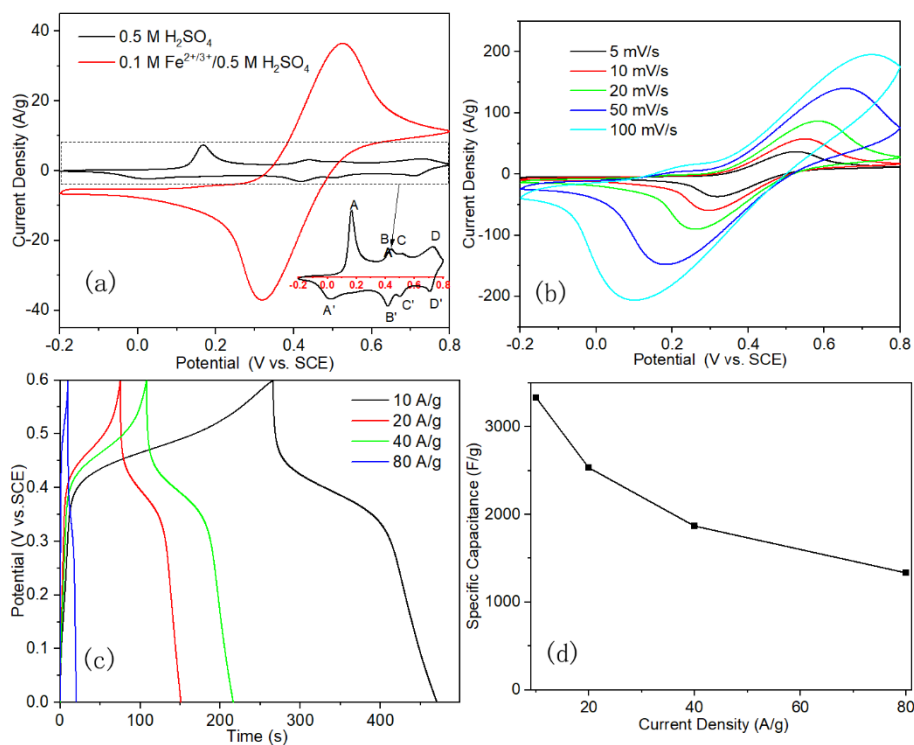 0.5 M H₂SO₄
0.1 M Fe²⁺/³⁺/0.5 M H₂SO₄
Current Density (A/g)
40
20
0
-20
-40
A
B
C
D
0.0 0.2 0.4 0.6 0.8
A'
B'
C'
D'
(a)
-0.2 0.0 0.2 0.4 0.6 0.8
Potential (V vs. SCE)
5 mV/s
10 mV/s
20 mV/s
50 mV/s
100 mV/s
Current Density (A/g)
200
100
0
-100
-200
(b)
-0.2 0.0 0.2 0.4 0.6 0.8
Potential (V vs. SCE)
10 A/g
20 A/g
40 A/g
80 A/g
Potential (V vs.SCE)
0.6
0.5
0.4
0.3
0.2
0.1
0.0
(c)
0 100 200 300 400
Time (s)
Specific Capacitance (F/g)
3000
2000
1000
0
(d)
20 40 60 80
Current Density (A/g)